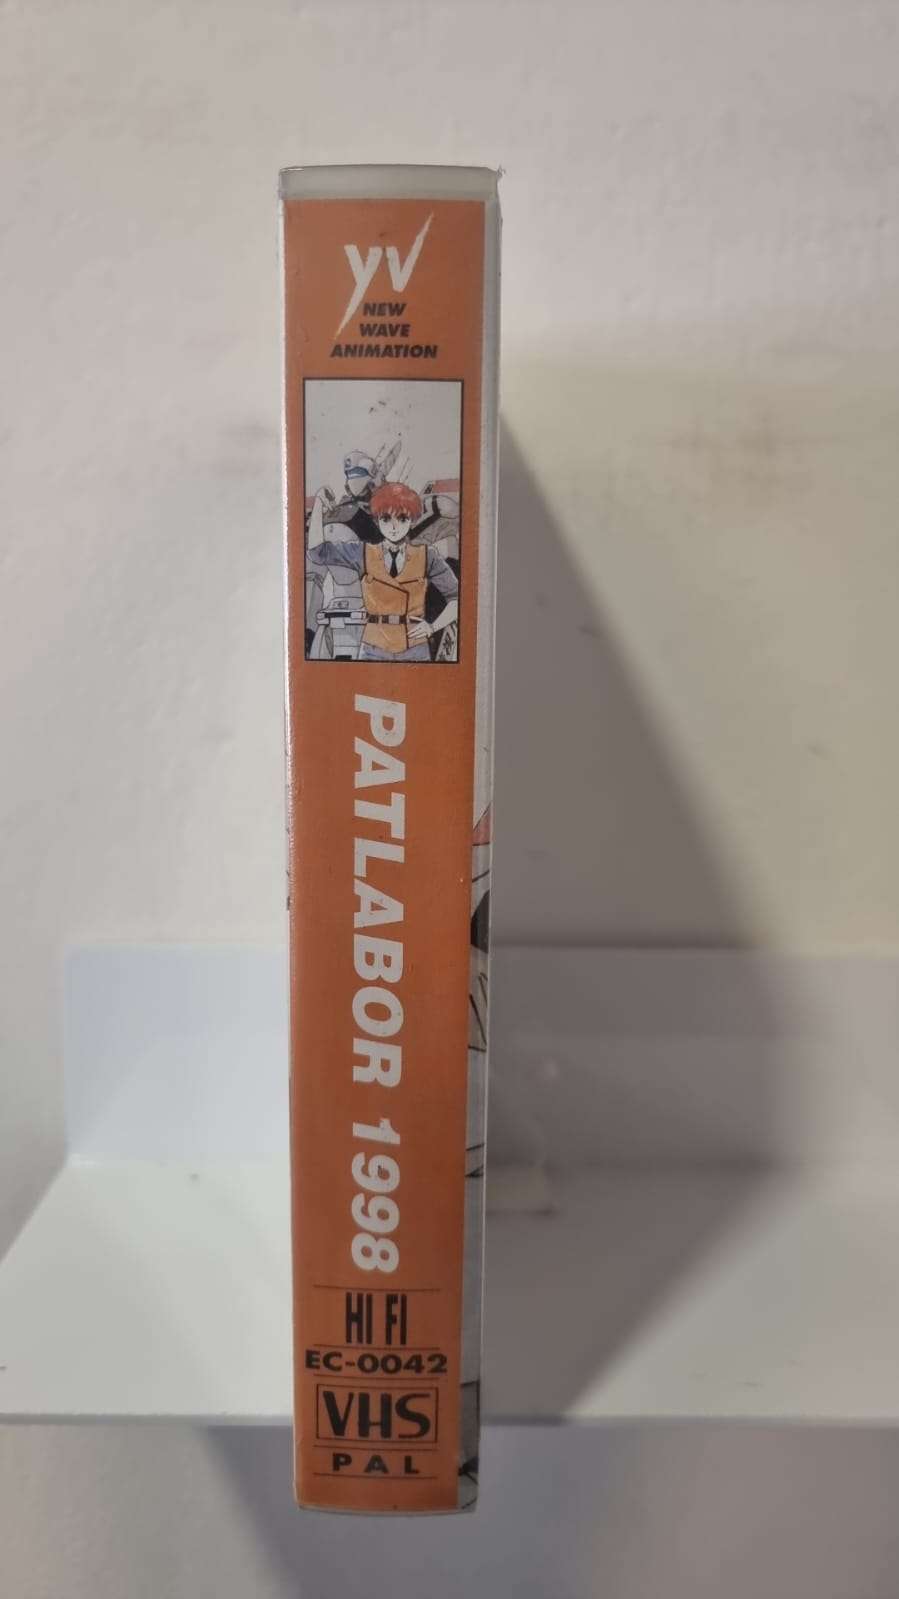 yv
NEW
WAVE
ANIMATION
PATLABOR 1998
HI FI
EC-0042
VHS
PAL